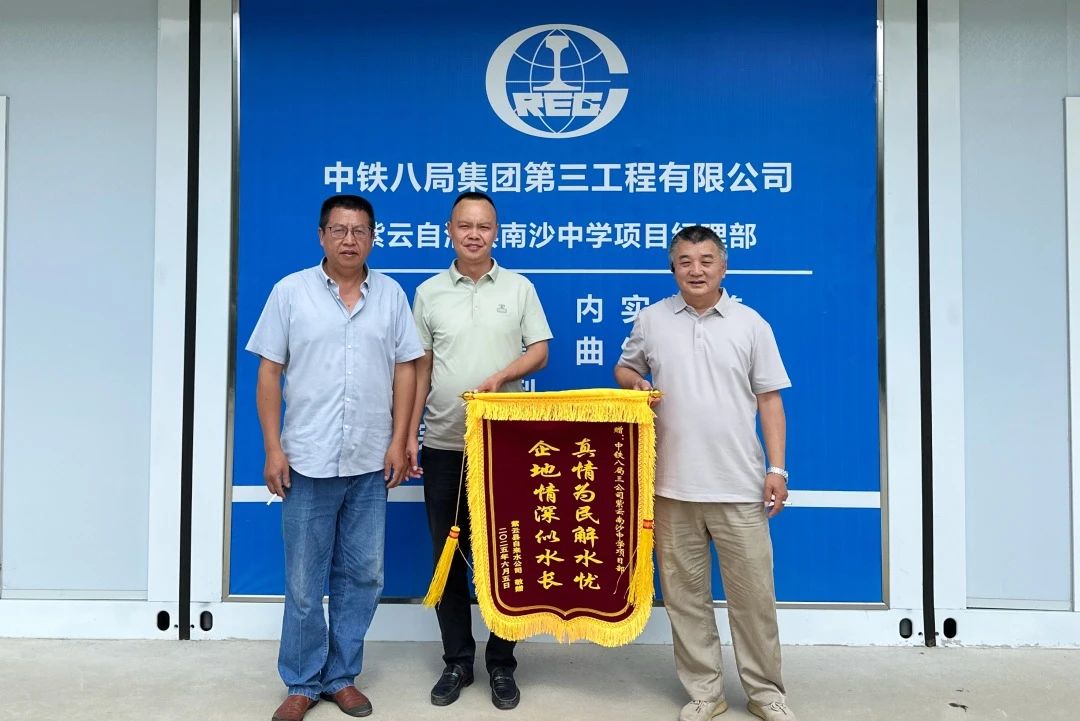 CREC
中铁八局集团第三工程有限公司
紫云自治县南沙中学项目经理部
内实
曲
赠:中铁八局三公司紫云南沙中学项目部
真情为民解水忧
企地情深似水长
紫云县自来水公司 敬赠
二〇二五年六月五日